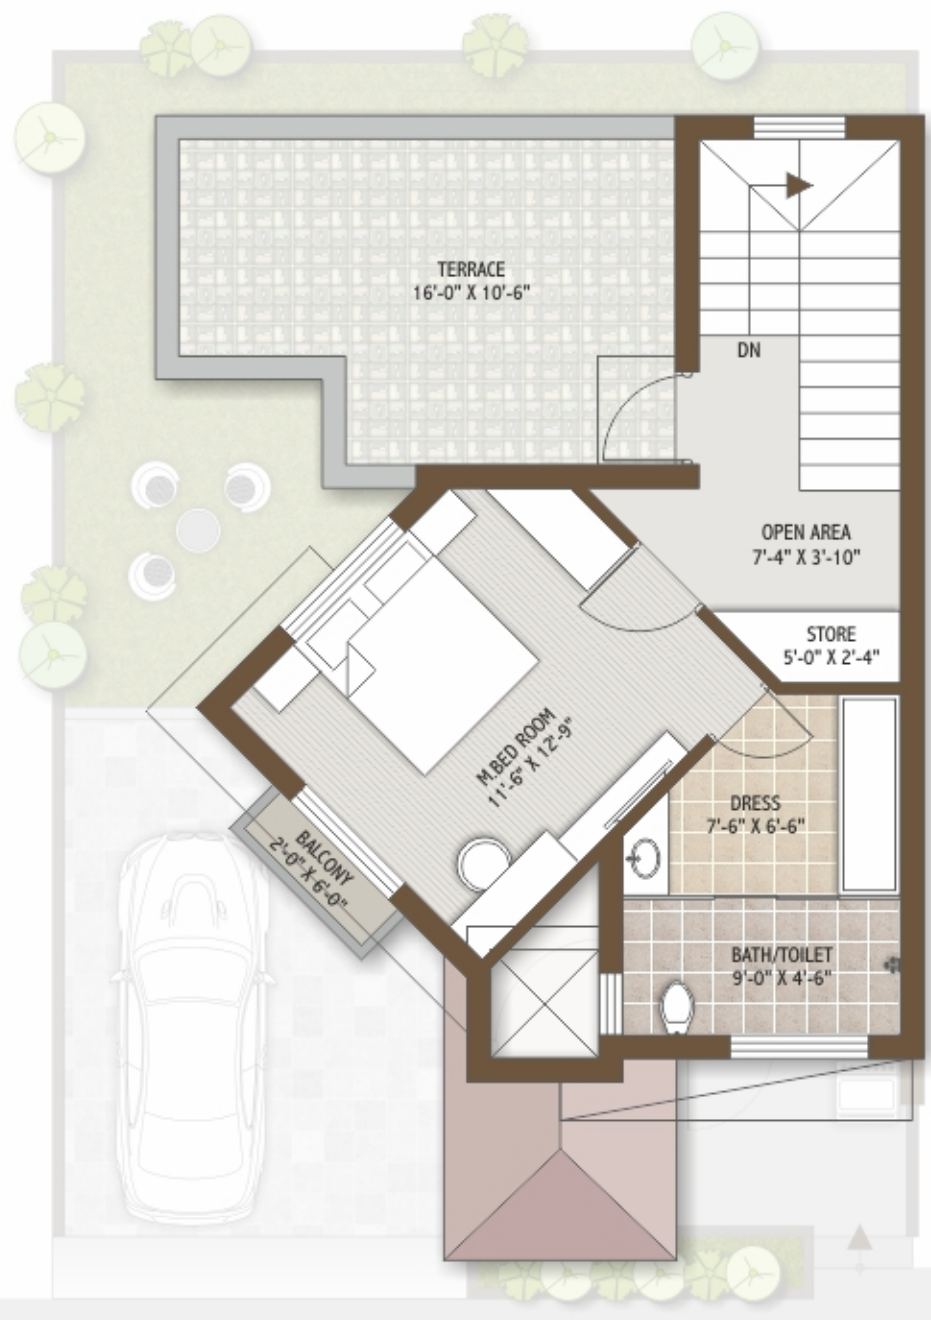 TERRACE
16'-0" X 10'-6"
DN
OPEN AREA
7'-4" X 3'-10"
STORE
5'-0" X 2'-4"
M.BED ROOM
11'-6" X 12'-9"
DRESS
7'-6" X 6'-6"
BALCONY
2'-0" X 6'-0"
BATH/TOILET
9'-0" X 4'-6"